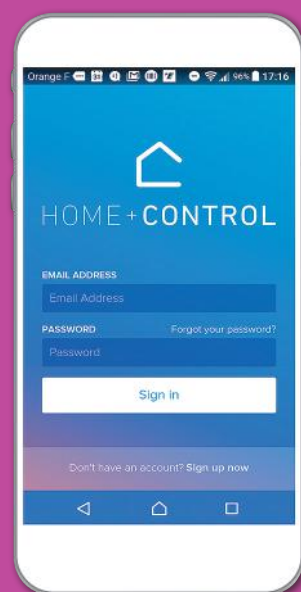 Orange F 96% 17:16
HOME+CONTROL
EMAIL ADDRESS
Email Address
PASSWORD Forgot your password?
Password
Sign in
Don't have an account? Sign up now